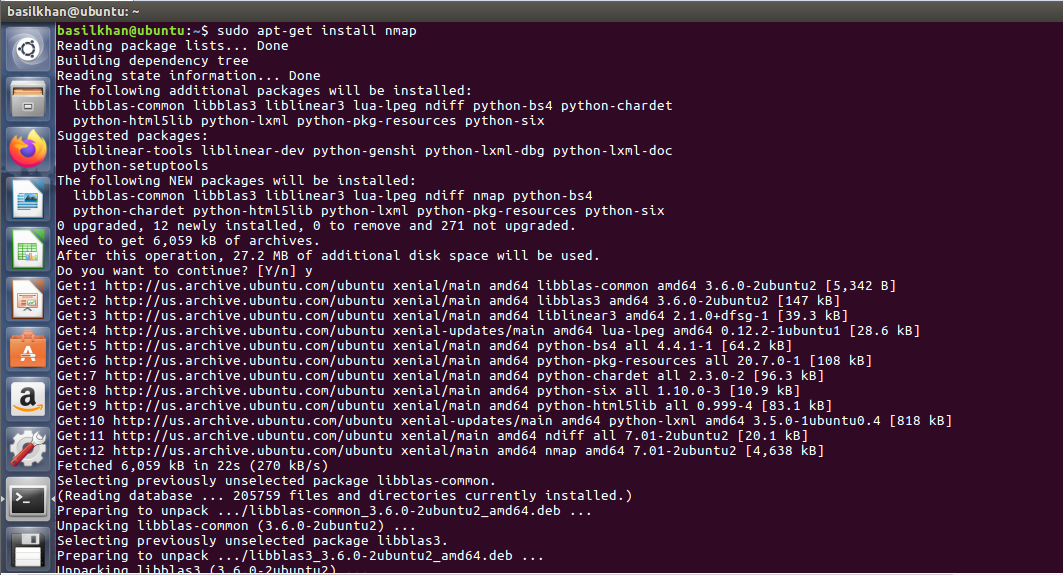 basilkhan@ubuntu: ~
basilkhan@ubuntu:~$ sudo apt-get install nmap
Reading package lists... Done
Building dependency tree
Reading state information... Done
The following additional packages will be installed:
  libblas-common libblas3 liblinear3 lua-lpeg ndiff python-bs4 python-chardet
  python-html5lib python-lxml python-pkg-resources python-six
Suggested packages:
  liblinear-tools liblinear-dev python-genshi python-lxml-dbg python-lxml-doc
  python-setuptools
The following NEW packages will be installed:
  libblas-common libblas3 liblinear3 lua-lpeg ndiff nmap python-bs4
  python-chardet python-html5lib python-lxml python-pkg-resources python-six
0 upgraded, 12 newly installed, 0 to remove and 271 not upgraded.
Need to get 6,059 kB of archives.
After this operation, 27.2 MB of additional disk space will be used.
Do you want to continue? [Y/n] y
Get:1 http://us.archive.ubuntu.com/ubuntu xenial/main amd64 libblas-common amd64 3.6.0-2ubuntu2 [5,342 B]
Get:2 http://us.archive.ubuntu.com/ubuntu xenial/main amd64 libblas3 amd64 3.6.0-2ubuntu2 [147 kB]
Get:3 http://us.archive.ubuntu.com/ubuntu xenial/main amd64 liblinear3 amd64 2.1.0+dfsg-1 [39.3 kB]
Get:4 http://us.archive.ubuntu.com/ubuntu xenial-updates/main amd64 lua-lpeg amd64 0.12.2-1ubuntu1 [28.6 kB]
Get:5 http://us.archive.ubuntu.com/ubuntu xenial/main amd64 python-bs4 all 4.4.1-1 [64.2 kB]
Get:6 http://us.archive.ubuntu.com/ubuntu xenial/main amd64 python-pkg-resources all 20.7.0-1 [108 kB]
Get:7 http://us.archive.ubuntu.com/ubuntu xenial/main amd64 python-chardet all 2.3.0-2 [96.3 kB]
Get:8 http://us.archive.ubuntu.com/ubuntu xenial/main amd64 python-six all 1.10.0-3 [10.9 kB]
Get:9 http://us.archive.ubuntu.com/ubuntu xenial/main amd64 python-html5lib all 0.999-4 [83.1 kB]
Get:10 http://us.archive.ubuntu.com/ubuntu xenial-updates/main amd64 python-lxml amd64 3.5.0-1ubuntu0.4 [818 kB]
Get:11 http://us.archive.ubuntu.com/ubuntu xenial/main amd64 ndiff all 7.01-2ubuntu2 [20.1 kB]
Get:12 http://us.archive.ubuntu.com/ubuntu xenial/main amd64 nmap amd64 7.01-2ubuntu2 [4,638 kB]
Fetched 6,059 kB in 22s (270 kB/s)
Selecting previously unselected package libblas-common.
(Reading database ... 205759 files and directories currently installed.)
Preparing to unpack .../libblas-common_3.6.0-2ubuntu2_amd64.deb ...
Unpacking libblas-common (3.6.0-2ubuntu2) ...
Selecting previously unselected package libblas3.
Preparing to unpack .../libblas3_3.6.0-2ubuntu2_amd64.deb ...
Unpacking libblas3 (3.6.0-2ubuntu2) ...